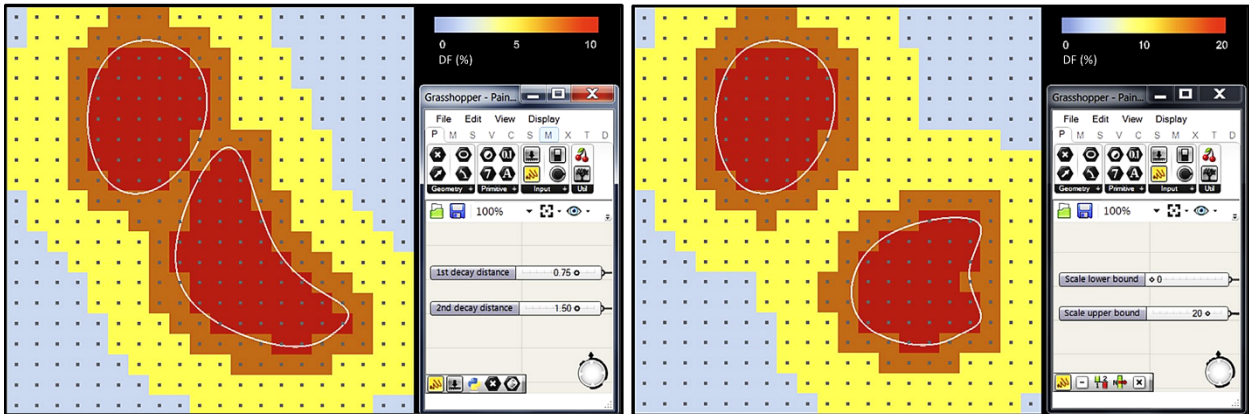 0 5 10
DF (%)
Grasshopper - Pain...
File Edit View Display
P M S V C S M X T D
Geometry + Primitive + Input + Util
100%
1st decay distance 0.75
2nd decay distance 1.50
0 10 20
DF (%)
Grasshopper - Pain...
File Edit View Display
P M S V C S M X T D
Geometry + Primitive + Input + Util
100%
Scale lower bound 0
Scale upper bound 20